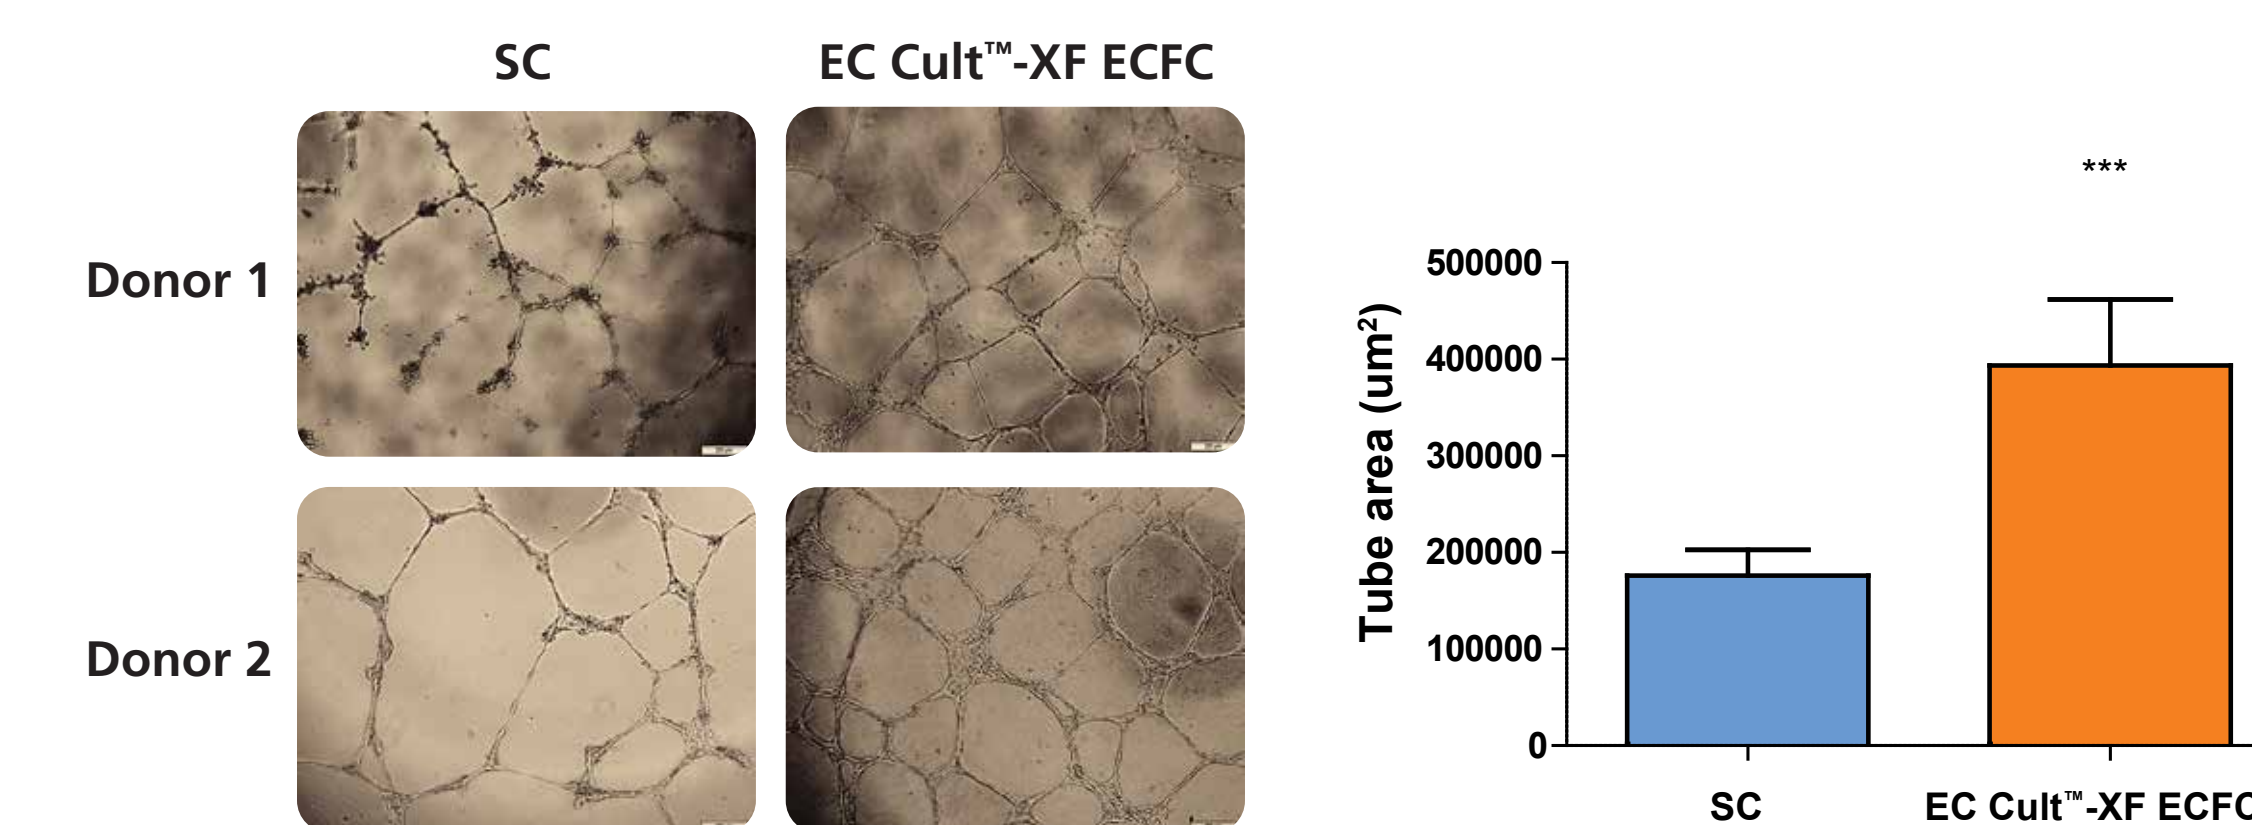 SC
EC Cult™-XF ECFC
Donor 1
Donor 2
***
Tube area (um²)
500000
400000
300000
200000
100000
0
SC
EC Cult™-XF ECFC